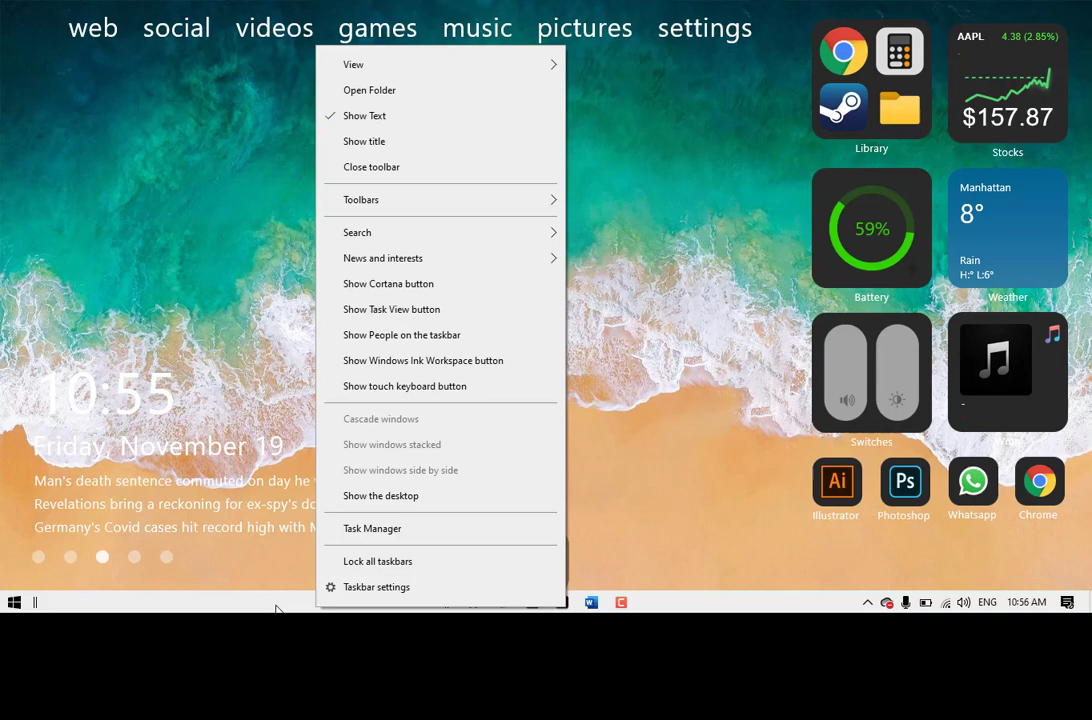 web social videos games music pictures settings
View
Open Folder
Show Text
Show title
Close toolbar
Toolbars
Search
News and interests
Show Cortana button
Show Task View button
Show People on the taskbar
Show Windows Ink Workspace button
Show touch keyboard button
Cascade windows
Show windows stacked
Show windows side by side
Show the desktop
Task Manager
Lock all taskbars
Taskbar settings
10:55
Friday, November 19
Man's death sentence commuted on day he
Revelations bring a reckoning for ex-spy's
Germany's Covid cases hit record high with
Library
AAPL 4.38 (2.85%)
$157.87
Stocks
59%
Battery
Manhattan
8°
Rain
H:° L:6°
Weather
Switches
-
Ai
Illustrator
Ps
Photoshop
Whatsapp
Chrome
W
C
ENG
10:56 AM